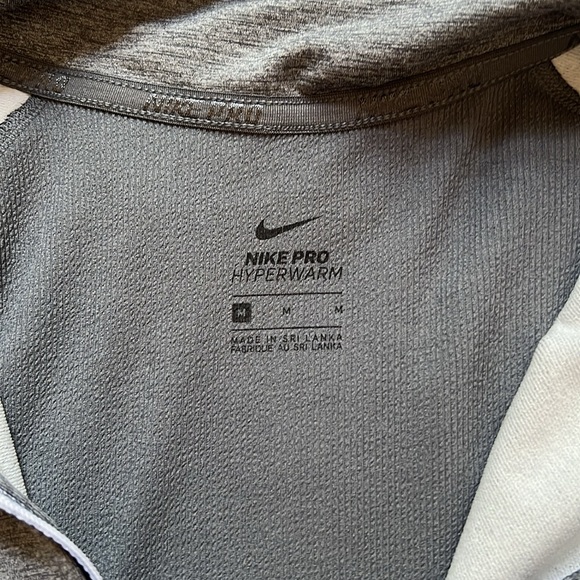 NIKE PRO
NIKE PRO
HYPERWARM
M M M
MADE IN SRI LANKA
FABRIQUÉ AU SRI LANKA